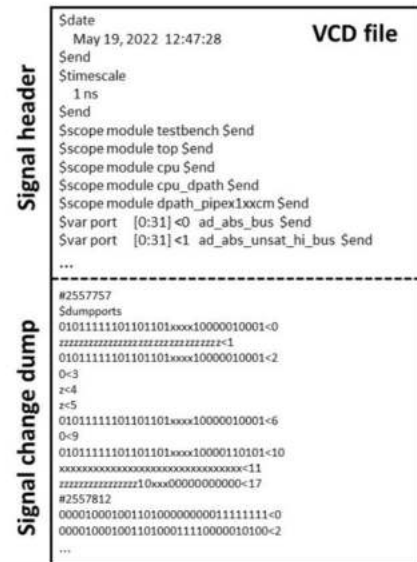 VCD file
Signal header
$date
May 19, 2022 12:47:28
$end
$timescale
1 ns
$end
$scope module testbench $end
$scope module top $end
$scope module cpu $end
$scope module cpu_dpath $end
$scope module dpath_pipex1xxcm $end
$var port [0:31] <0 ad_abs_bus $end
$var port [0:31] <1 ad_abs_unsat_hi_bus $end
...
Signal change dump
#2557757
$dumpports
01011111101101101xxxx10000010001<0
zzzzzzzzzzzzzzzzzzzzzzzzzzzzzzzz<1
01011111101101101xxxx10000010001<2
0<3
z<4
z<5
01011111101101101xxxx10000010001<6
0<9
01011111101101101xxxx10000110101<10
xxxxxxxxxxxxxxxxxxxxxxxxxxxxxxxx<11
zzzzzzzzzzzzzzzz10xxx00000000000<17
#2557812
00001000100110100000000011111111<0
00001000100110100011110000010100<2
...